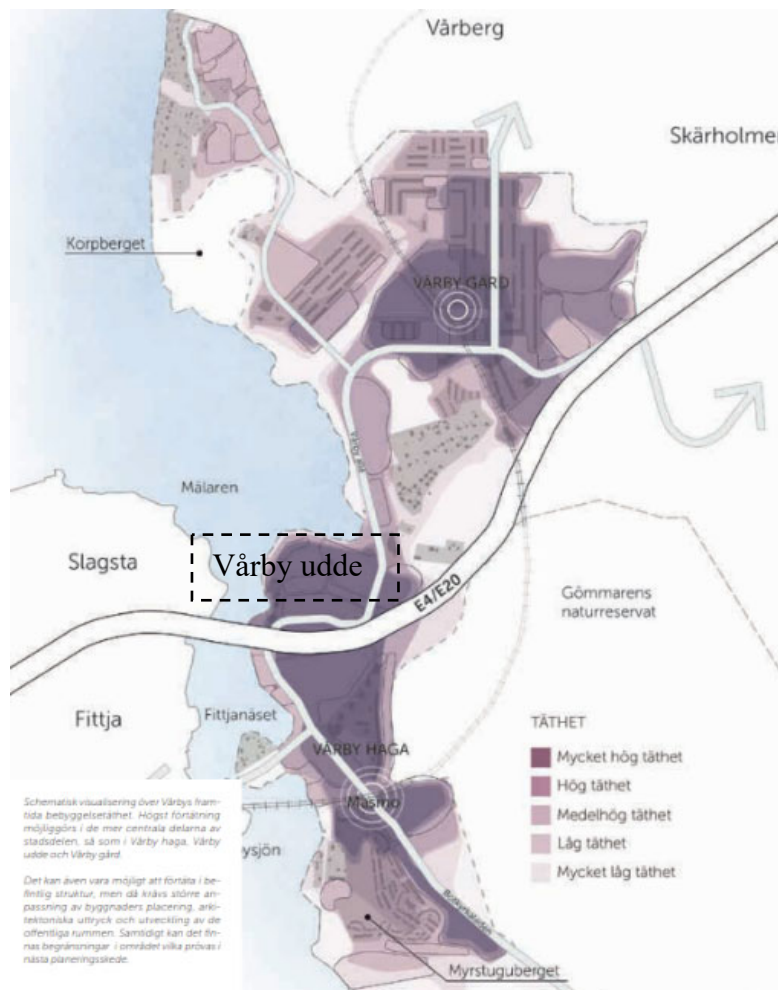 Vårberg
Skärholmen
Korpberget
VÅRBY GÅRD
Vårby allé
Mälaren
Slagsta
Vårby udde
E4/E20
Gömmarens
naturreservat
Fittja
Fittjanäset
TÄTHET
Mycket hög täthet
Hög täthet
Medelhög täthet
Låg täthet
Mycket låg täthet
VÅRBY HAGA
Masmo
Schematisk visualisering över Vårbys fram-
tida bebyggelsetäthet. Högst förtätning
möjliggörs i de mer centrala delarna av
stadsdelen, så som i Vårby haga, Vårby
udde och Vårby gård.
Det kan även vara möjligt att förtäta i be-
fintlig struktur, men då krävs större an-
passning av byggnaders placering, arki-
tektoniska uttryck och utveckling av de
offentliga rummen. Samtidigt kan det fin-
nas begränsningar i området vilka prövas i
nästa planeringsskede.
ysjön
Botkyrkaleden
Myrstuguberget